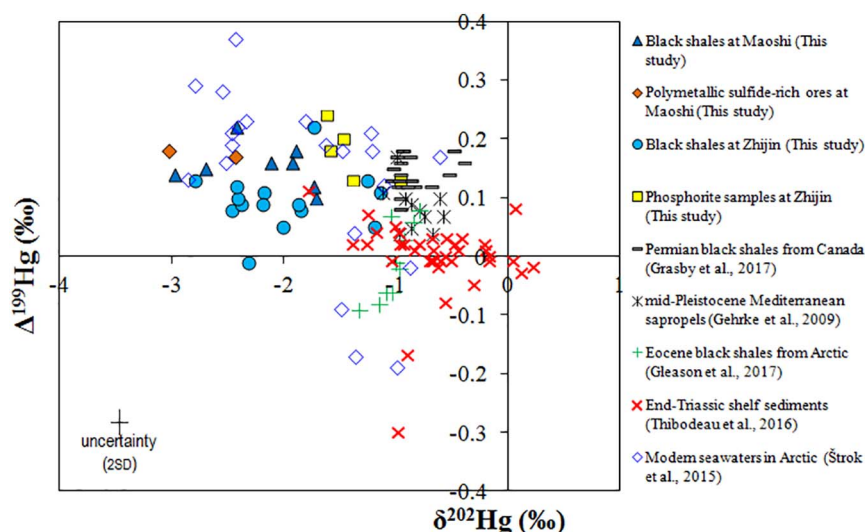 0.4
0.3
0.2
0.1
0
-0.1
-0.2
-0.3
-0.4
-4
-3
-2
-1
0
1
Δ¹⁹⁹Hg (‰)
δ²⁰²Hg (‰)
uncertainty
(2SD)
Black shales at Maoshi (This
study)
Polymetallic sulfide-rich ores at
Maoshi (This study)
Black shales at Zhijin (This study)
Phosphorite samples at Zhijin
(This study)
Permian black shales from Canada
(Grasby et al., 2017)
mid-Pleistocene Mediterranean
sapropels (Gehrke et al., 2009)
Eocene black shales from Arctic
(Gleason et al., 2017)
End-Triassic shelf sediments
(Thibodeau et al., 2016)
Modern seawaters in Arctic (Štrok
et al., 2015)